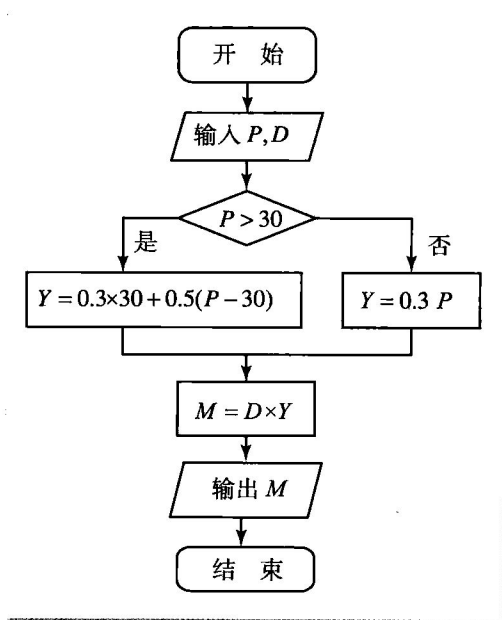 开 始
输入 P,D
P > 30
是
否
Y = 0.3×30 + 0.5(P − 30)
Y = 0.3 P
M = D×Y
输出 M
结 束